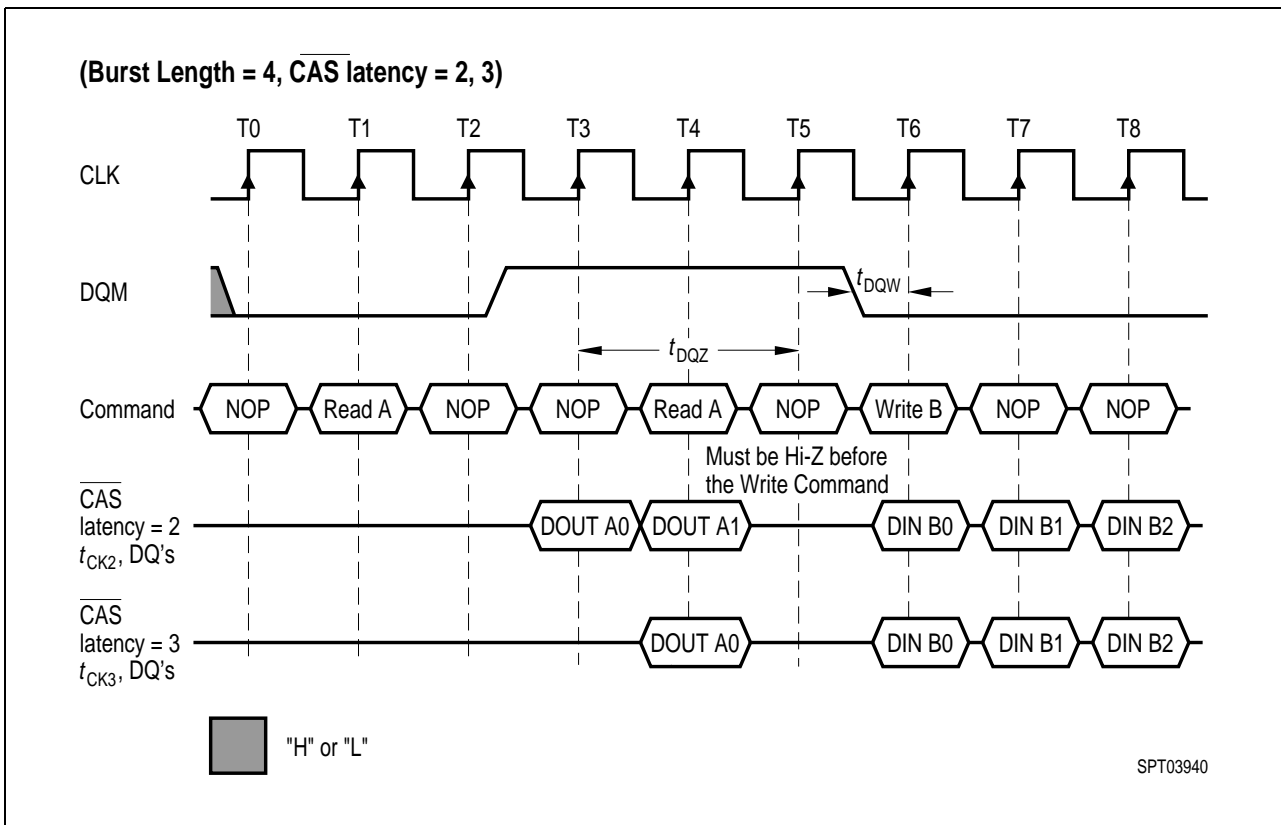 (Burst Length = 4, CAS latency = 2, 3)
T0 T1 T2 T3 T4 T5 T6 T7 T8
CLK
DQM
tDQW
tDQZ
Command NOP Read A NOP NOP Read A NOP Write B NOP NOP
Must be Hi-Z before
the Write Command
CAS
latency = 2
tCK2, DQ's
DOUT A0 DOUT A1 DIN B0 DIN B1 DIN B2
CAS
latency = 3
tCK3, DQ's
DOUT A0 DIN B0 DIN B1 DIN B2
"H" or "L"
SPT03940